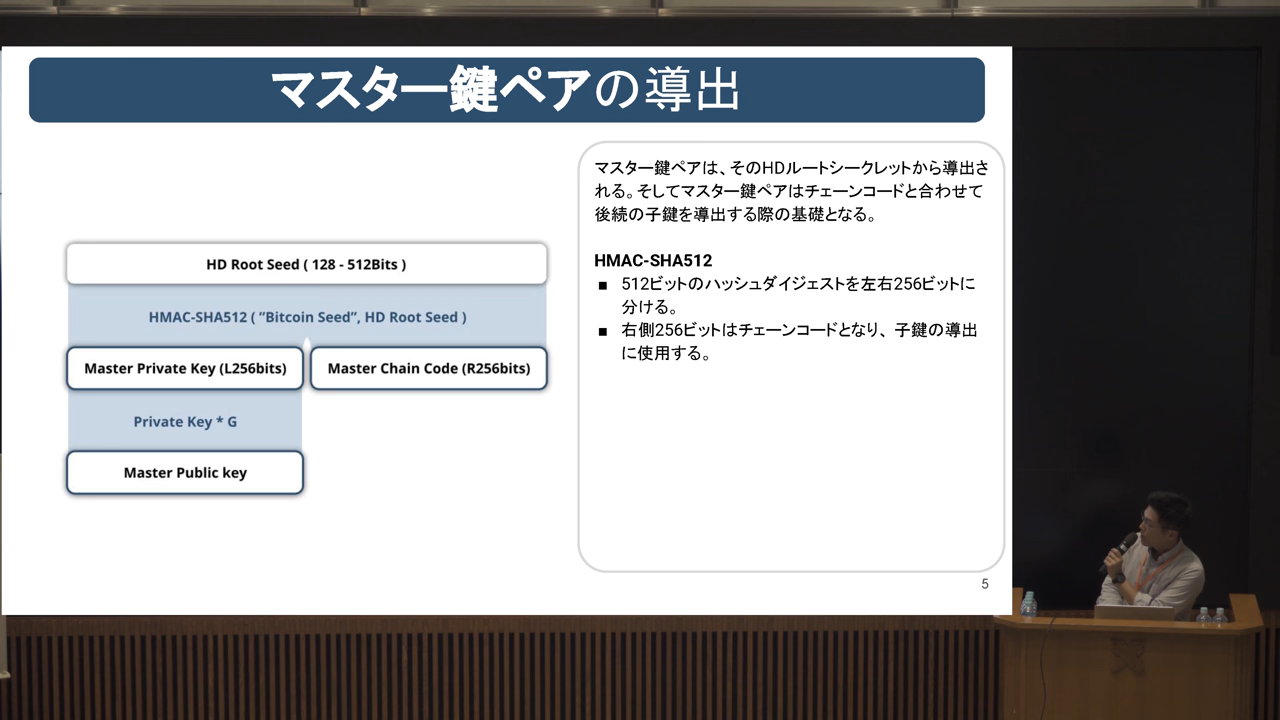 マスター鍵ペアの導出
HD Root Seed ( 128 - 512Bits )
HMAC-SHA512 ( ”Bitcoin Seed”, HD Root Seed )
Master Private Key (L256bits)
Master Chain Code (R256bits)
Private Key * G
Master Public key
マスター鍵ペアは、そのHDルートシークレットから導出さ
れる。そしてマスター鍵ペアはチェーンコードと合わせて
後続の子鍵を導出する際の基礎となる。
HMAC-SHA512
■ 512ビットのハッシュダイジェストを左右256ビットに
分ける。
■ 右側256ビットはチェーンコードとなり、子鍵の導出
に使用する。
5